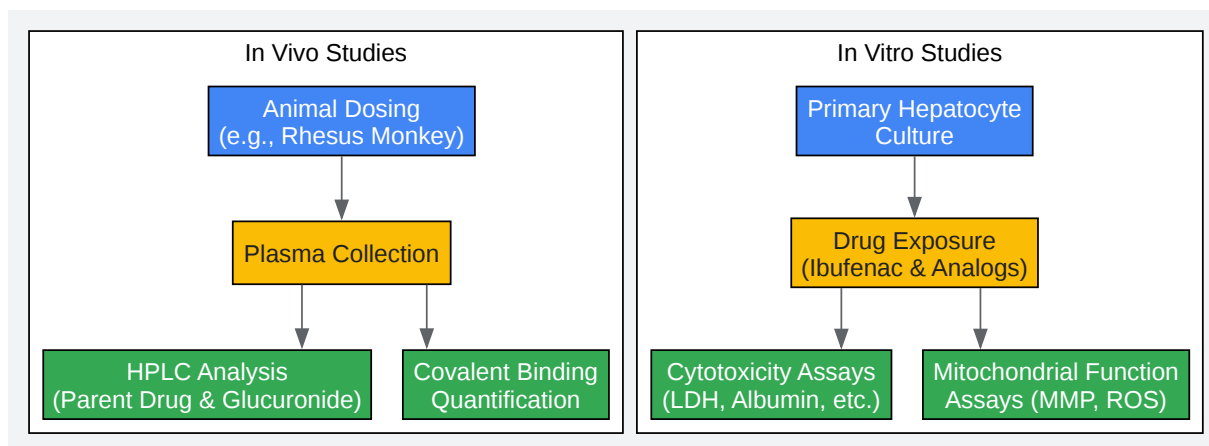 In Vivo Studies
Animal Dosing
(e.g., Rhesus Monkey)
Plasma Collection
HPLC Analysis
(Parent Drug & Glucuronide)
Covalent Binding
Quantification
In Vitro Studies
Primary Hepatocyte
Culture
Drug Exposure
(Ibufenac & Analogs)
Cytotoxicity Assays
(LDH, Albumin, etc.)
Mitochondrial Function
Assays (MMP, ROS)